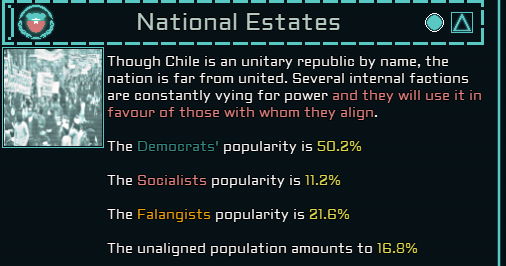 National Estates
Though Chile is an unitary republic by name, the
nation is far from united. Several internal factions
are constantly vying for power and they will use it in
favour of those with whom they align.
The Democrats' popularity is 50.2%
The Socialists popularity is 11.2%
The Falangists popularity is 21.6%
The unaligned population amounts to 16.8%